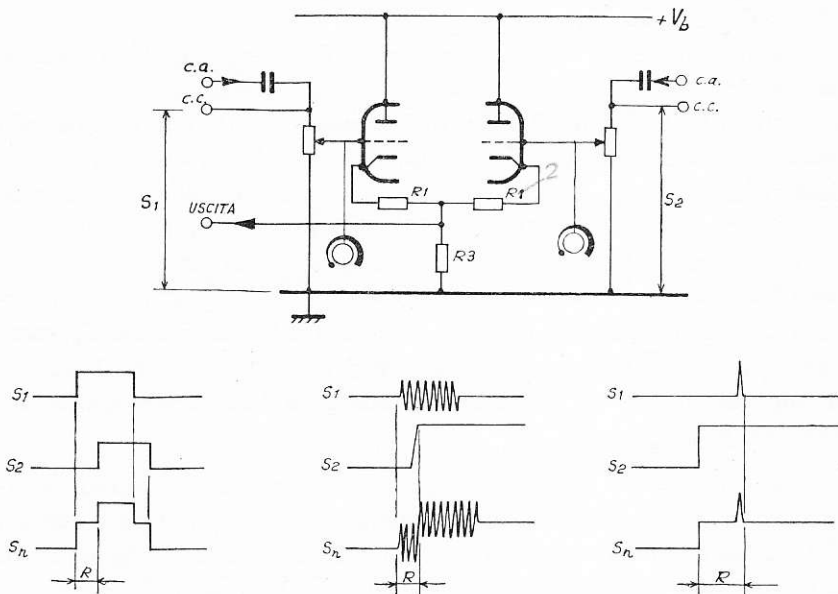 + Vb
c.a.
c.c.
c.a.
c.c.
S1
S2
R1
R1 2
USCITA
R3
S1
S2
Sn
R
S1
S2
Sn
R
S1
S2
Sn
R